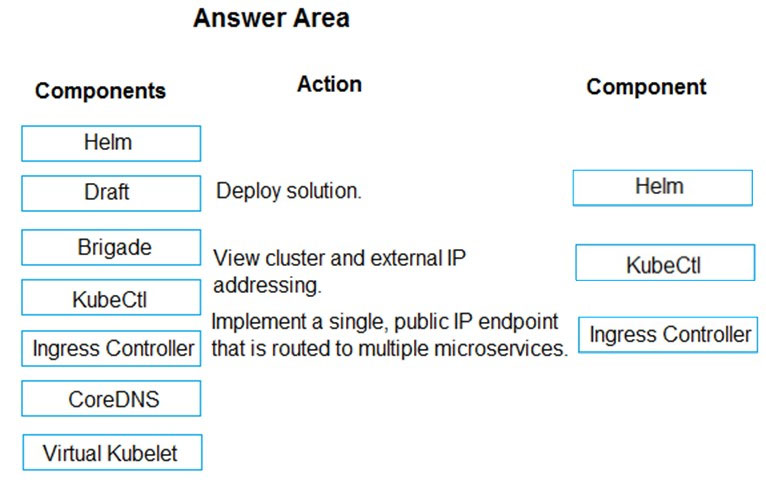 Answer Area
Components
Action
Component
Helm
Draft
Deploy solution.
Helm
Brigade
View cluster and external IP
addressing.
KubeCtl
KubeCtl
Implement a single, public IP endpoint
that is routed to multiple microservices.
Ingress Controller
Ingress Controller
CoreDNS
Virtual Kubelet